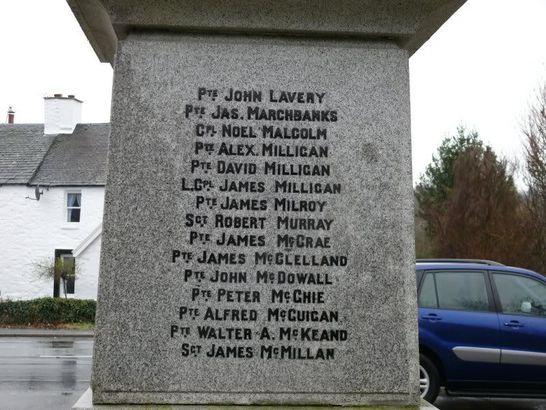 PTE JOHN LAVERY
PTE JAS. MARCHBANKS
CPL NOEL MALCOLM
PTE ALEX. MILLIGAN
PTE DAVID MILLIGAN
L.CPL JAMES MILLIGAN
PTE JAMES MILROY
SGT ROBERT MURRAY
PTE JAMES MCCRAE
PTE JAMES MCCLELLAND
PTE JOHN MCDOWALL
PTE PETER MCGHIE
PTE ALFRED MCGUIGAN
PTE WALTER A. MCKEAND
SGT JAMES MCMILLAN